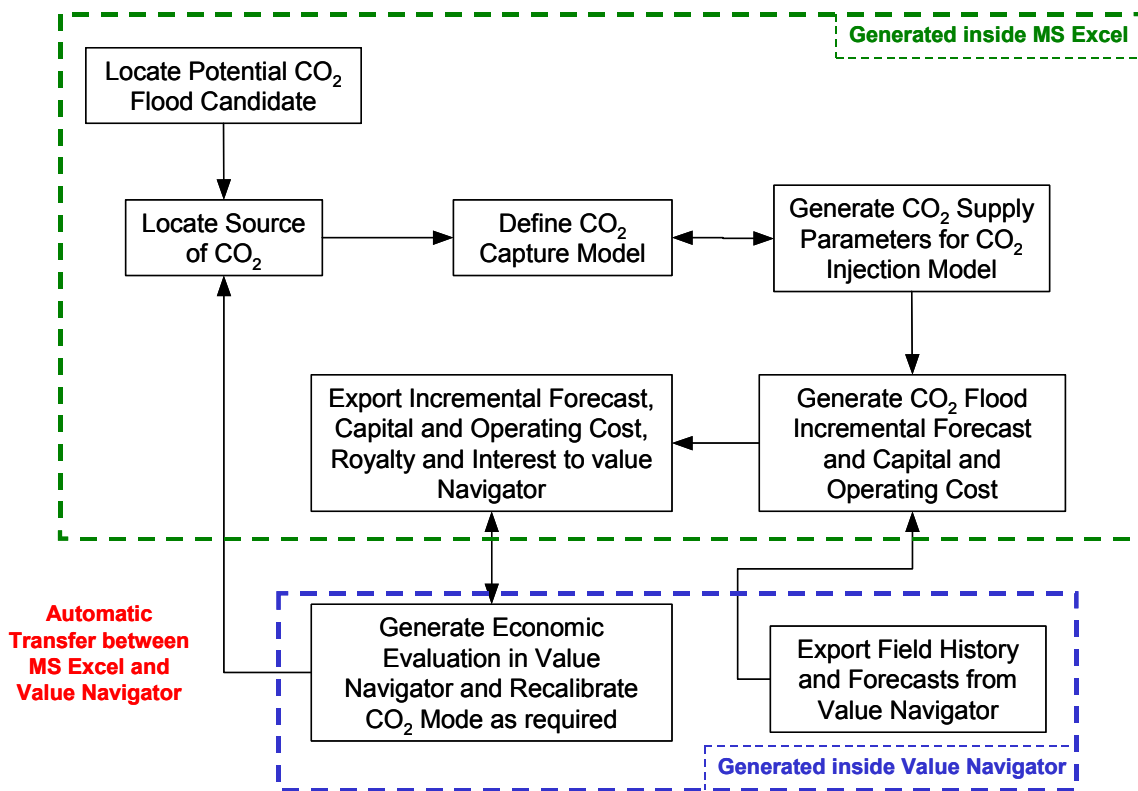 Generated inside MS Excel
Locate Potential CO₂
Flood Candidate
Locate Source
of CO₂
Define CO₂
Capture Model
Generate CO₂ Supply
Parameters for CO₂
Injection Model
Export Incremental Forecast,
Capital and Operating Cost,
Royalty and Interest to value
Navigator
Generate CO₂ Flood
Incremental Forecast
and Capital and
Operating Cost
Automatic
Transfer between
MS Excel and
Value Navigator
Generate Economic
Evaluation in Value
Navigator and Recalibrate
CO₂ Mode as required
Export Field History
and Forecasts from
Value Navigator
Generated inside Value Navigator